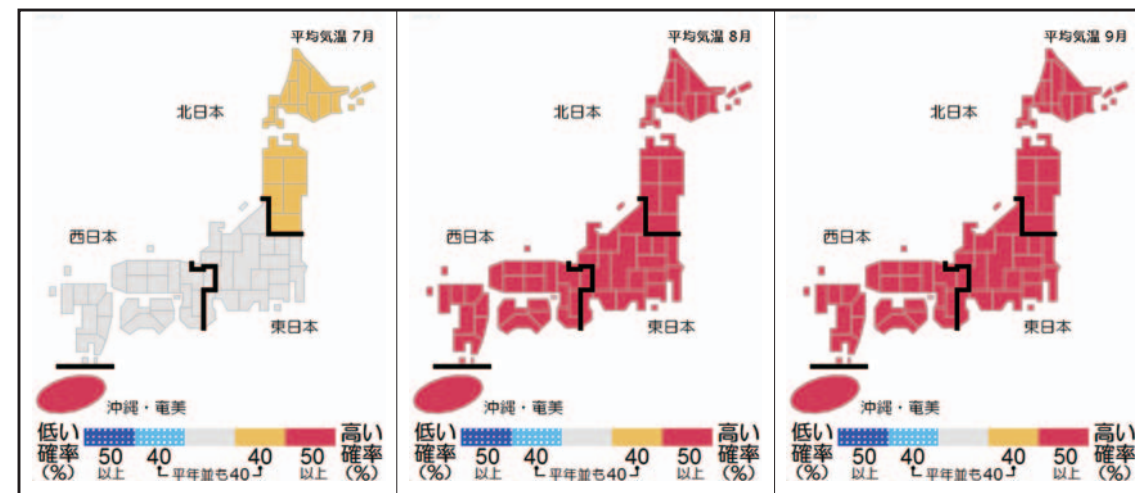 平均気温 7月
北日本
西日本
東日本
沖縄・奄美
低い
確率
(%)
50
以上
40
平年並も40
40
50
以上
高い
確率
(%)
平均気温 8月
北日本
西日本
東日本
沖縄・奄美
低い
確率
(%)
50
以上
40
平年並も40
40
50
以上
高い
確率
(%)
平均気温 9月
北日本
西日本
東日本
沖縄・奄美
低い
確率
(%)
50
以上
40
平年並も40
40
50
以上
高い
確率
(%)